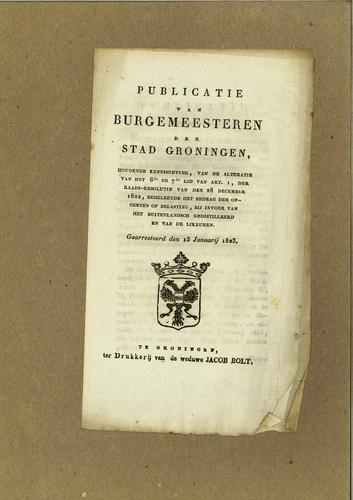 PUBLICATIE
VAN
BURGEMEESTEREN
DER
STAD GRONINGEN,
HOUDENDE KENNISGEVING, VAN DE ALTERATIE
VAN HET 6de en 7de LID VAN ART. 1, DER
RAADS-RESOLUTIE VAN DEN 28 DECEMBER
1822, BEHELZENDE HET BEDRAG DER OP-
CENTEN OF BELASTING, BIJ INVOER VAN
HET BUITENLANDSCH GEDISTILLEERD
EN VAN DE LIKEUREN.
Gearresteerd den 13 Januarij 1823.
TE GRONINGEN,
ter Drukkerij van de weduwe JACOB BOLT.